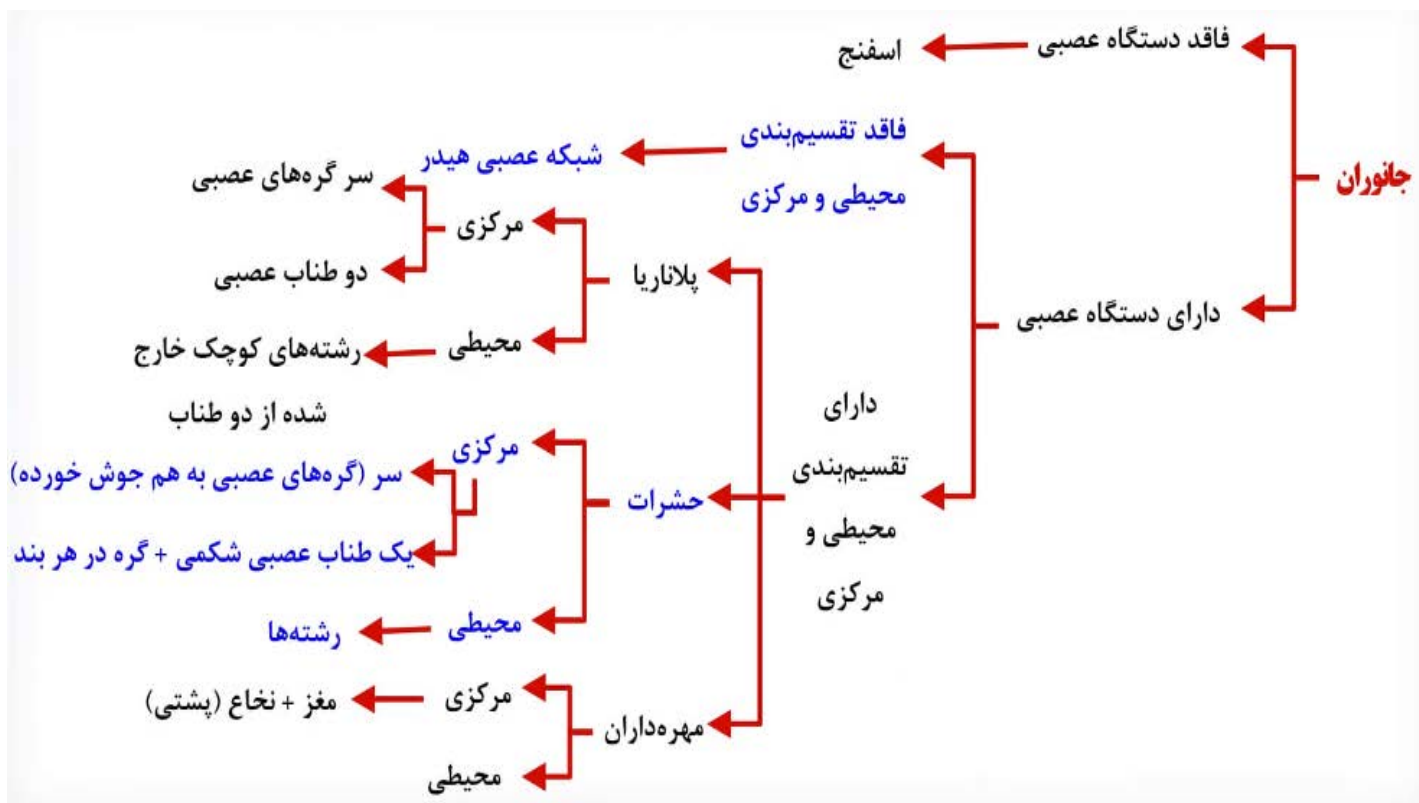 جانوران
فاقد دستگاه عصبی
اسفنج
دارای دستگاه عصبی
فاقد تقسیم‌بندی
محیطی و مرکزی
شبکه عصبی هیدر
دارای
تقسیم‌بندی
محیطی و
مرکزی
پلاناریا
مرکزی
سر گره‌های عصبی
دو طناب عصبی
محیطی
رشته‌های کوچک خارج
شده از دو طناب
حشرات
مرکزی
سر (گره‌های عصبی به هم جوش خورده)
یک طناب عصبی شکمی + گره در هر بند
محیطی
رشته‌ها
مهره‌داران
مرکزی
مغز + نخاع (پشتی)
محیطی